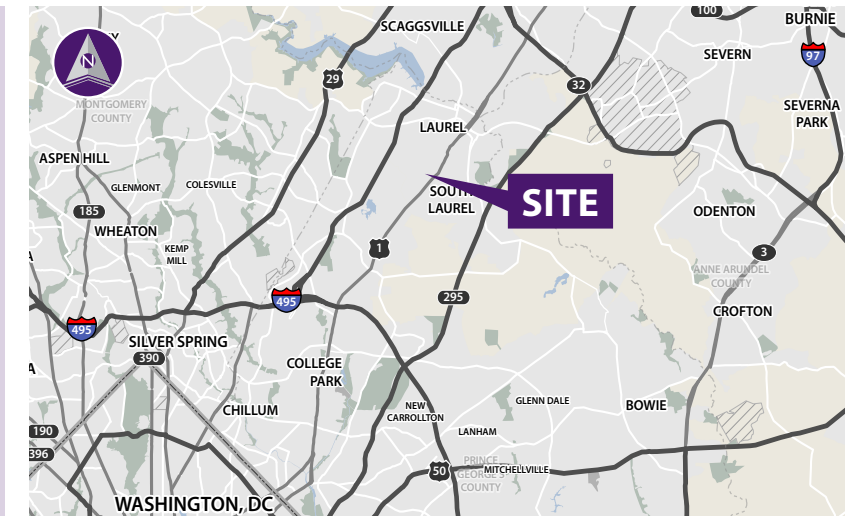 SCAGGSVILLE
100
BURNIE
N
SEVERN
97
29
32
MONTGOMERY
COUNTY
SEVERNA
PARK
LAUREL
ASPEN HILL
GLENMONT
COLESVILLE
SOUTH
LAUREL
SITE
185
ODENTON
WHEATON
KEMP
MILL
1
3
ANNE ARUNDEL
COUNTY
495
295
CROFTON
495
SILVER SPRING
390
COLLEGE
PARK
A
CHILLUM
NEW
CARROLLTON
GLENN DALE
BOWIE
190
LANHAM
396
PRINCE
GEORGE'S
COUNTY
50
MITCHELLVILLE
WASHINGTON, DC